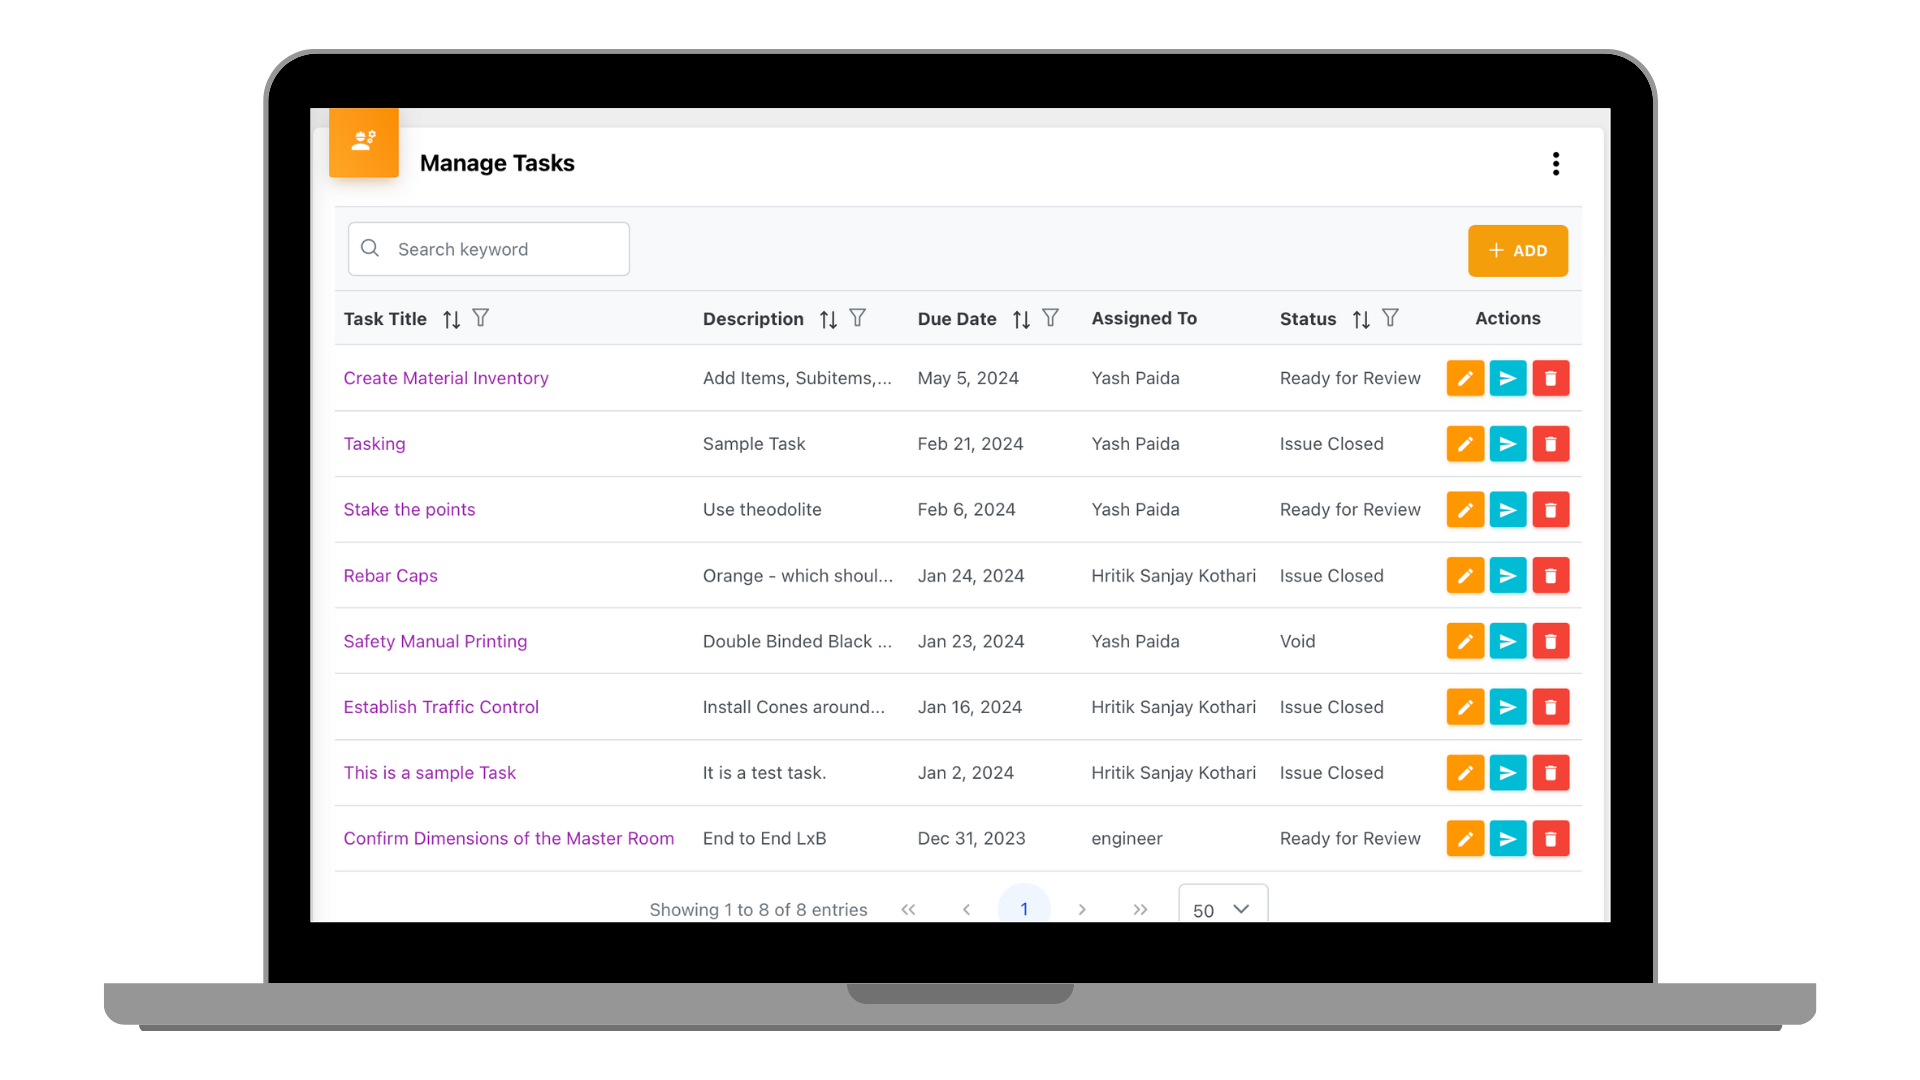 Manage Tasks
Search keyword
+ ADD
Task Title Description Due Date Assigned To Status Actions
Create Material Inventory Add Items, Subitems,... May 5, 2024 Yash Paida Ready for Review
Tasking Sample Task Feb 21, 2024 Yash Paida Issue Closed
Stake the points Use theodolite Feb 6, 2024 Yash Paida Ready for Review
Rebar Caps Orange - which shoul... Jan 24, 2024 Hritik Sanjay Kothari Issue Closed
Safety Manual Printing Double Binded Black ... Jan 23, 2024 Yash Paida Void
Establish Traffic Control Install Cones around... Jan 16, 2024 Hritik Sanjay Kothari Issue Closed
This is a sample Task It is a test task. Jan 2, 2024 Hritik Sanjay Kothari Issue Closed
Confirm Dimensions of the Master Room End to End LxB Dec 31, 2023 engineer Ready for Review
Showing 1 to 8 of 8 entries « ‹ 1 › » 50